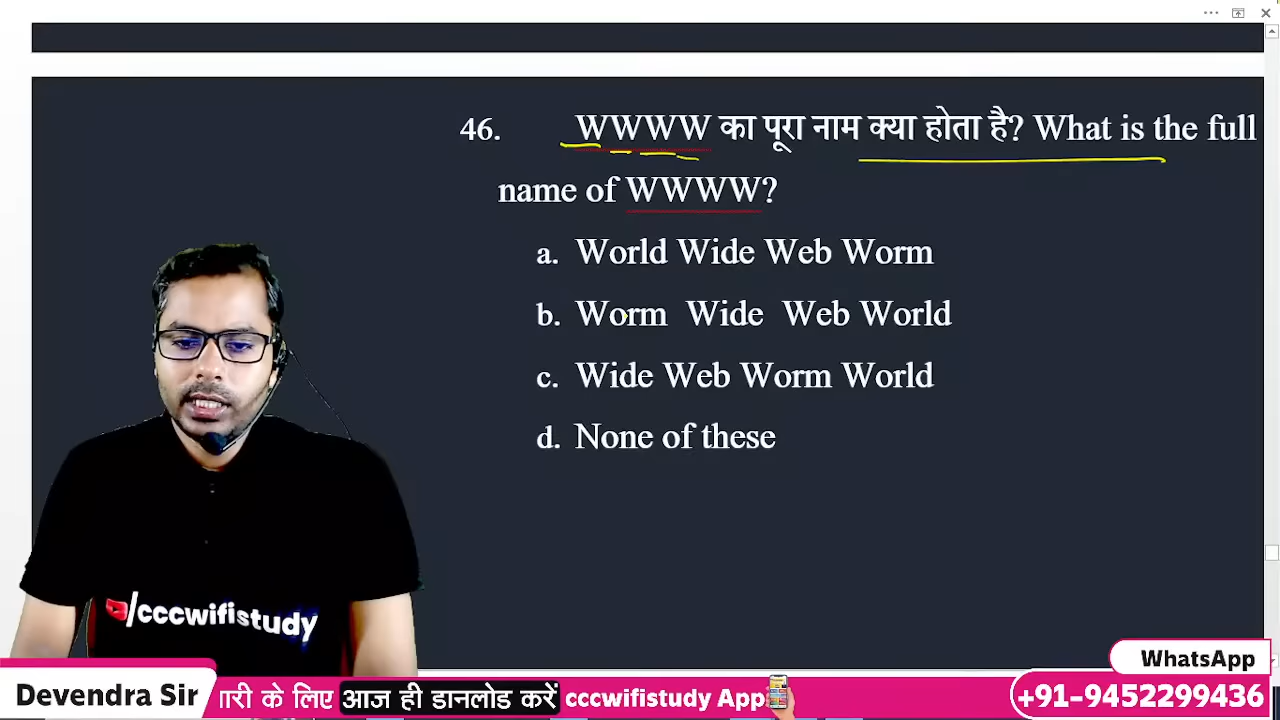 46. WWWW का पूरा नाम क्या होता है? What is the full
name of WWWW?
a. World Wide Web Worm
b. Worm Wide Web World
c. Wide Web Worm World
d. None of these
/cccwifistudy
WhatsApp
Devendra Sir
ारी के लिए आज ही डानलोड करें cccwifistudy App
+91-9452299436